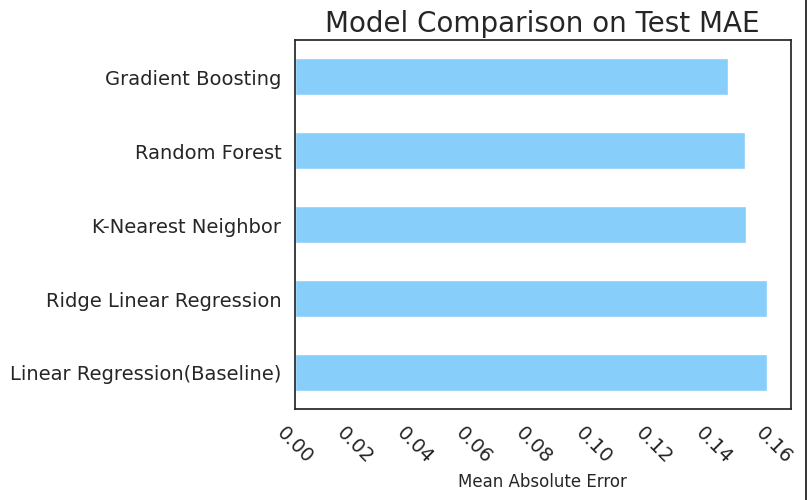 Model Comparison on Test MAE
Gradient Boosting
Random Forest
K-Nearest Neighbor
Ridge Linear Regression
Linear Regression(Baseline)
0.00 0.02 0.04 0.06 0.08 0.10 0.12 0.14 0.16
Mean Absolute Error